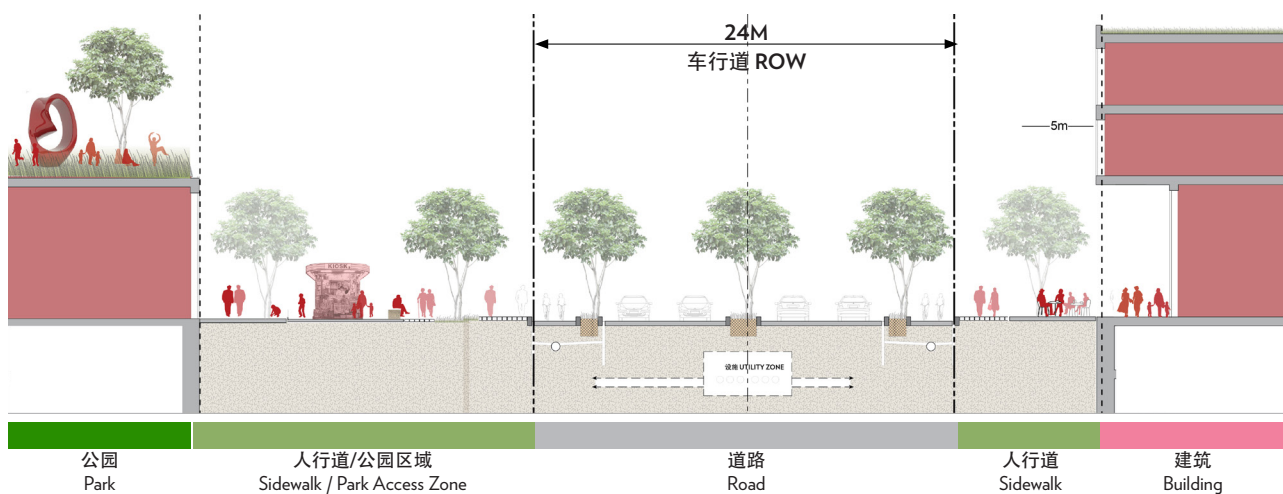 24M
车行道 ROW
5m
KIOSK
设施 UTILITY ZONE
公园
Park
人行道/公园区域
Sidewalk / Park Access Zone
道路
Road
人行道
Sidewalk
建筑
Building